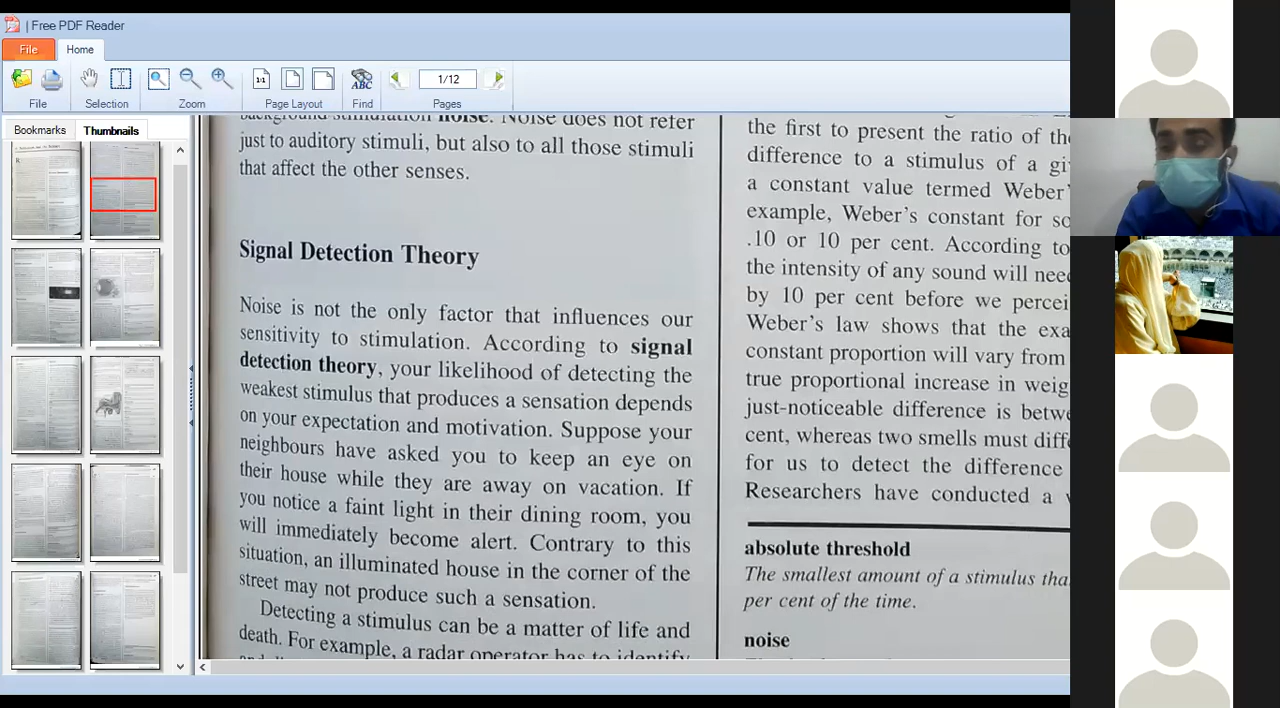 | Free PDF Reader
File
Home
1/12
File
Selection
Zoom
Page Layout
Find
Pages
Bookmarks
Thumbnails
background stimulation noise. Noise does not refer
just to auditory stimuli, but also to all those stimuli
that affect the other senses.
Signal Detection Theory
Noise is not the only factor that influences our
sensitivity to stimulation. According to signal
detection theory, your likelihood of detecting the
weakest stimulus that produces a sensation depends
on your expectation and motivation. Suppose your
neighbours have asked you to keep an eye on
their house while they are away on vacation. If
you notice a faint light in their dining room, you
will immediately become alert. Contrary to this
situation, an illuminated house in the corner of the
street may not produce such a sensation.
Detecting a stimulus can be a matter of life and
death. For example, a radar operator has to identify
the first to present the ratio of the
difference to a stimulus of a gi
a constant value termed Weber'
example, Weber's constant for so
.10 or 10 per cent. According to
the intensity of any sound will nee
by 10 per cent before we percei
Weber's law shows that the exa
constant proportion will vary from
true proportional increase in weig
just-noticeable difference is betwe
cent, whereas two smells must diff
for us to detect the difference
Researchers have conducted a
absolute threshold
The smallest amount of a stimulus tha
per cent of the time.
noise